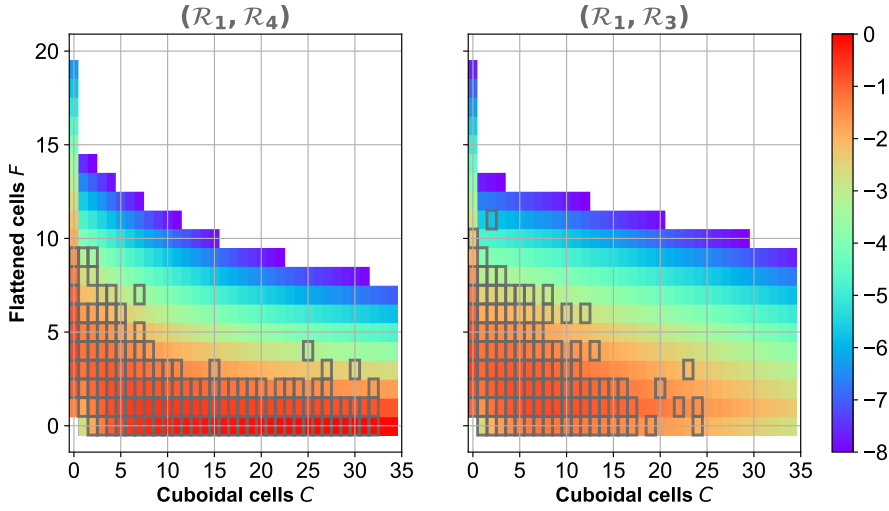 (R₁, R₄)
(R₁, R₃)
20
15
10
5
0
Flattened cells F
0 5 10 15 20 25 30 35
Cuboidal cells C
0 5 10 15 20 25 30 35
Cuboidal cells C
0
−1
−2
−3
−4
−5
−6
−7
−8